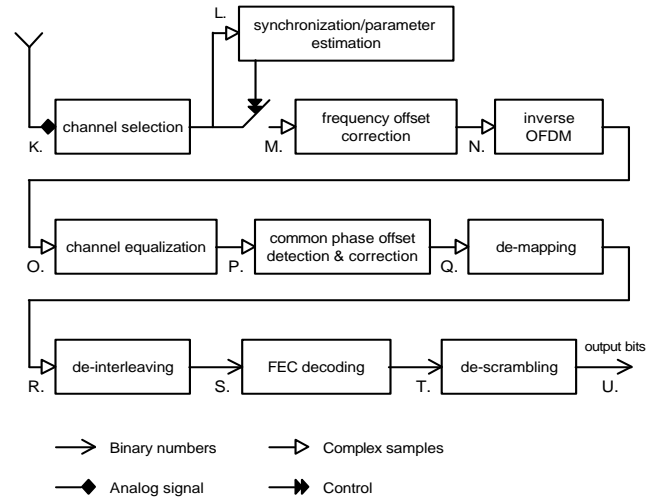 L.
synchronization/parameter
estimation
K.
channel selection
M.
frequency offset
correction
N.
inverse
OFDM
O.
channel equalization
P.
common phase offset
detection & correction
Q.
de-mapping
R.
de-interleaving
S.
FEC decoding
T.
de-scrambling
output bits
U.
Binary numbers
Complex samples
Analog signal
Control